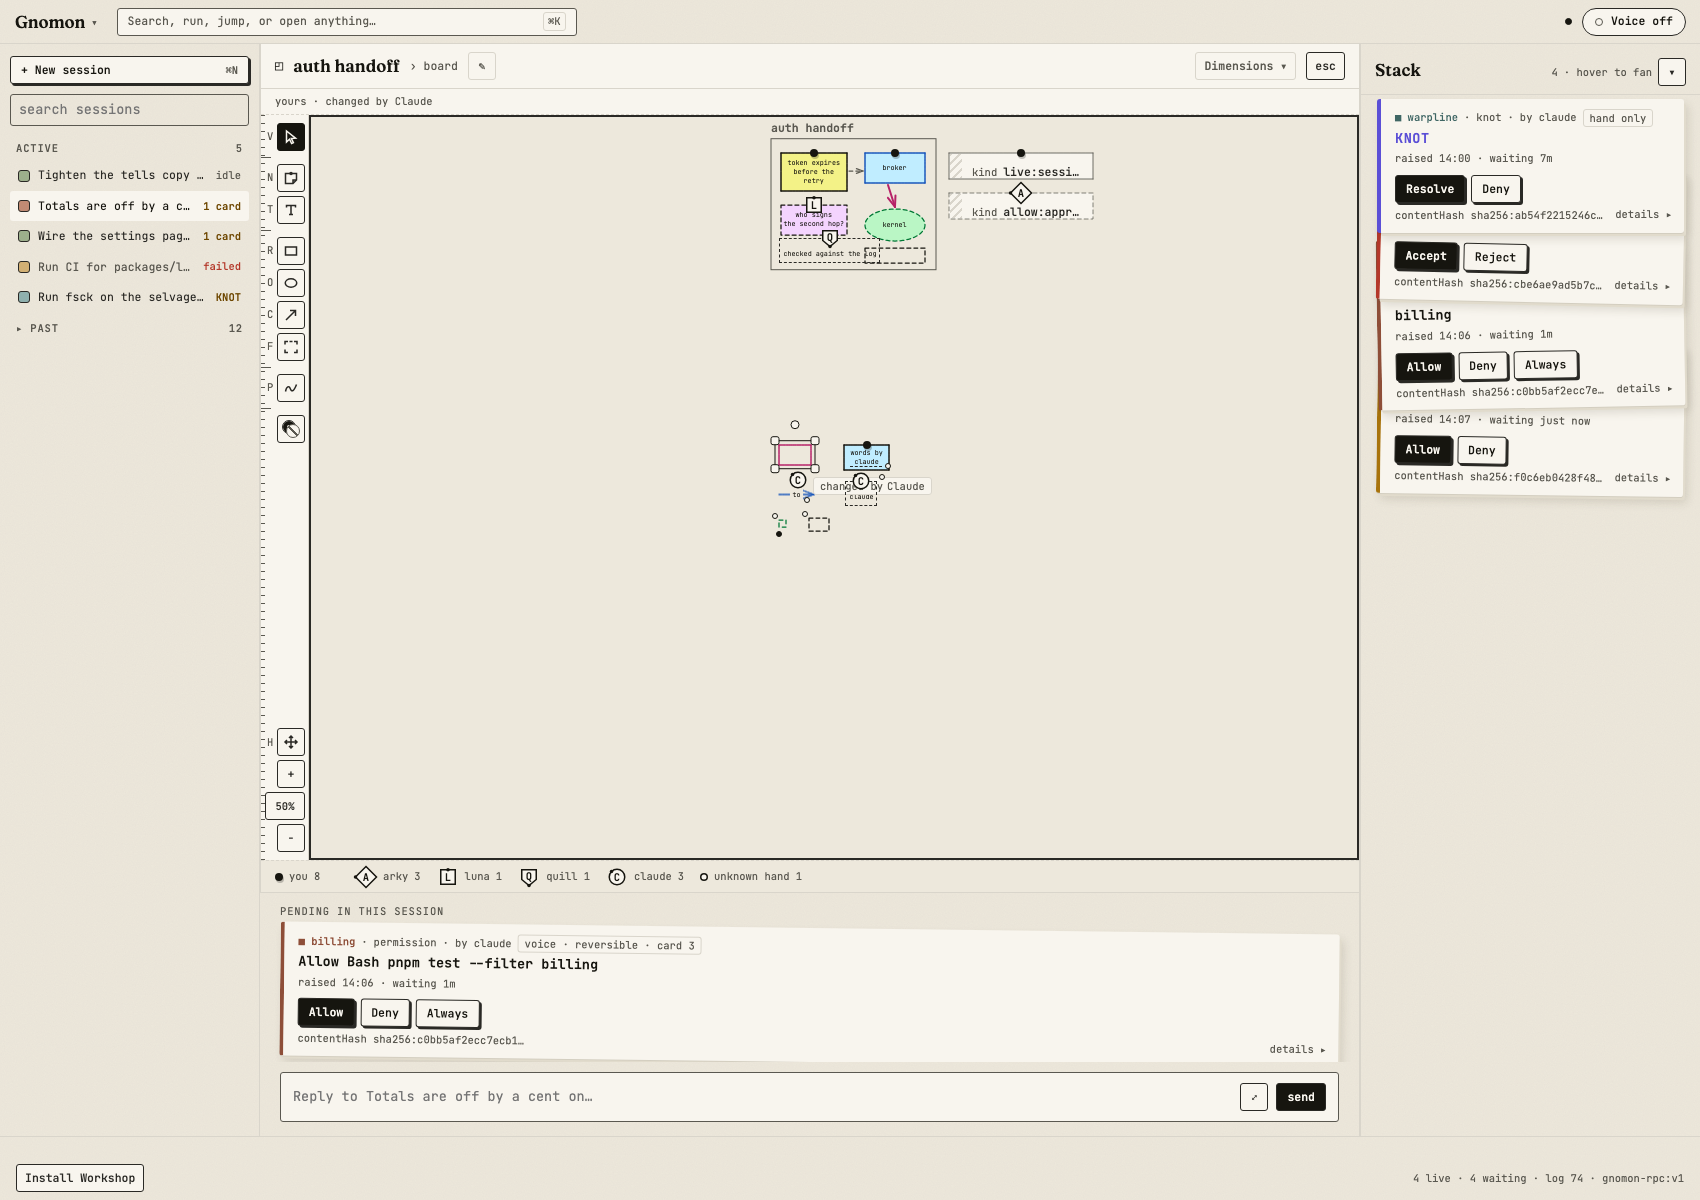 Gnomon ▾
Search, run, jump, or open anything…
⌘K
Voice off
+ New session
⌘N
search sessions
ACTIVE
5
Tighten the tells copy …
idle
Totals are off by a c…
1 card
Wire the settings pag…
1 card
Run CI for packages/l…
failed
Run fsck on the selvage…
KNOT
▸ PAST
12
auth handoff
› board
✎
Dimensions ▾
esc
yours · changed by Claude
V
N
T
R
O
C
F
P
H
+
50%
-
auth handoff
token expires
before the
retry
broker
L
who signs
the second hop?
kernel
Q
checked against the log
kind live:sessi…
A
kind allow:appr…
words by
claude
C
C
changed by Claude
to
claude
you 8
A arky 3
L luna 1
Q quill 1
C claude 3
unknown hand 1
PENDING IN THIS SESSION
■ billing · permission · by claude
voice · reversible · card 3
Allow Bash pnpm test --filter billing
raised 14:06 · waiting 1m
Allow
Deny
Always
contentHash sha256:c0bb5af2ecc7ecb1…
details ▸
Reply to Totals are off by a cent on…
send
Stack
4 · hover to fan
▾
■ warpline · knot · by claude
hand only
KNOT
raised 14:00 · waiting 7m
Resolve
Deny
contentHash sha256:ab54f2215246c…
details ▸
Accept
Reject
contentHash sha256:cbe6ae9ad5b7c…
details ▸
billing
raised 14:06 · waiting 1m
Allow
Deny
Always
contentHash sha256:c0bb5af2ecc7e…
details ▸
raised 14:07 · waiting just now
Allow
Deny
contentHash sha256:f0c6eb0428f48…
details ▸
Install Workshop
4 live · 4 waiting · log 74 · gnomon-rpc:v1